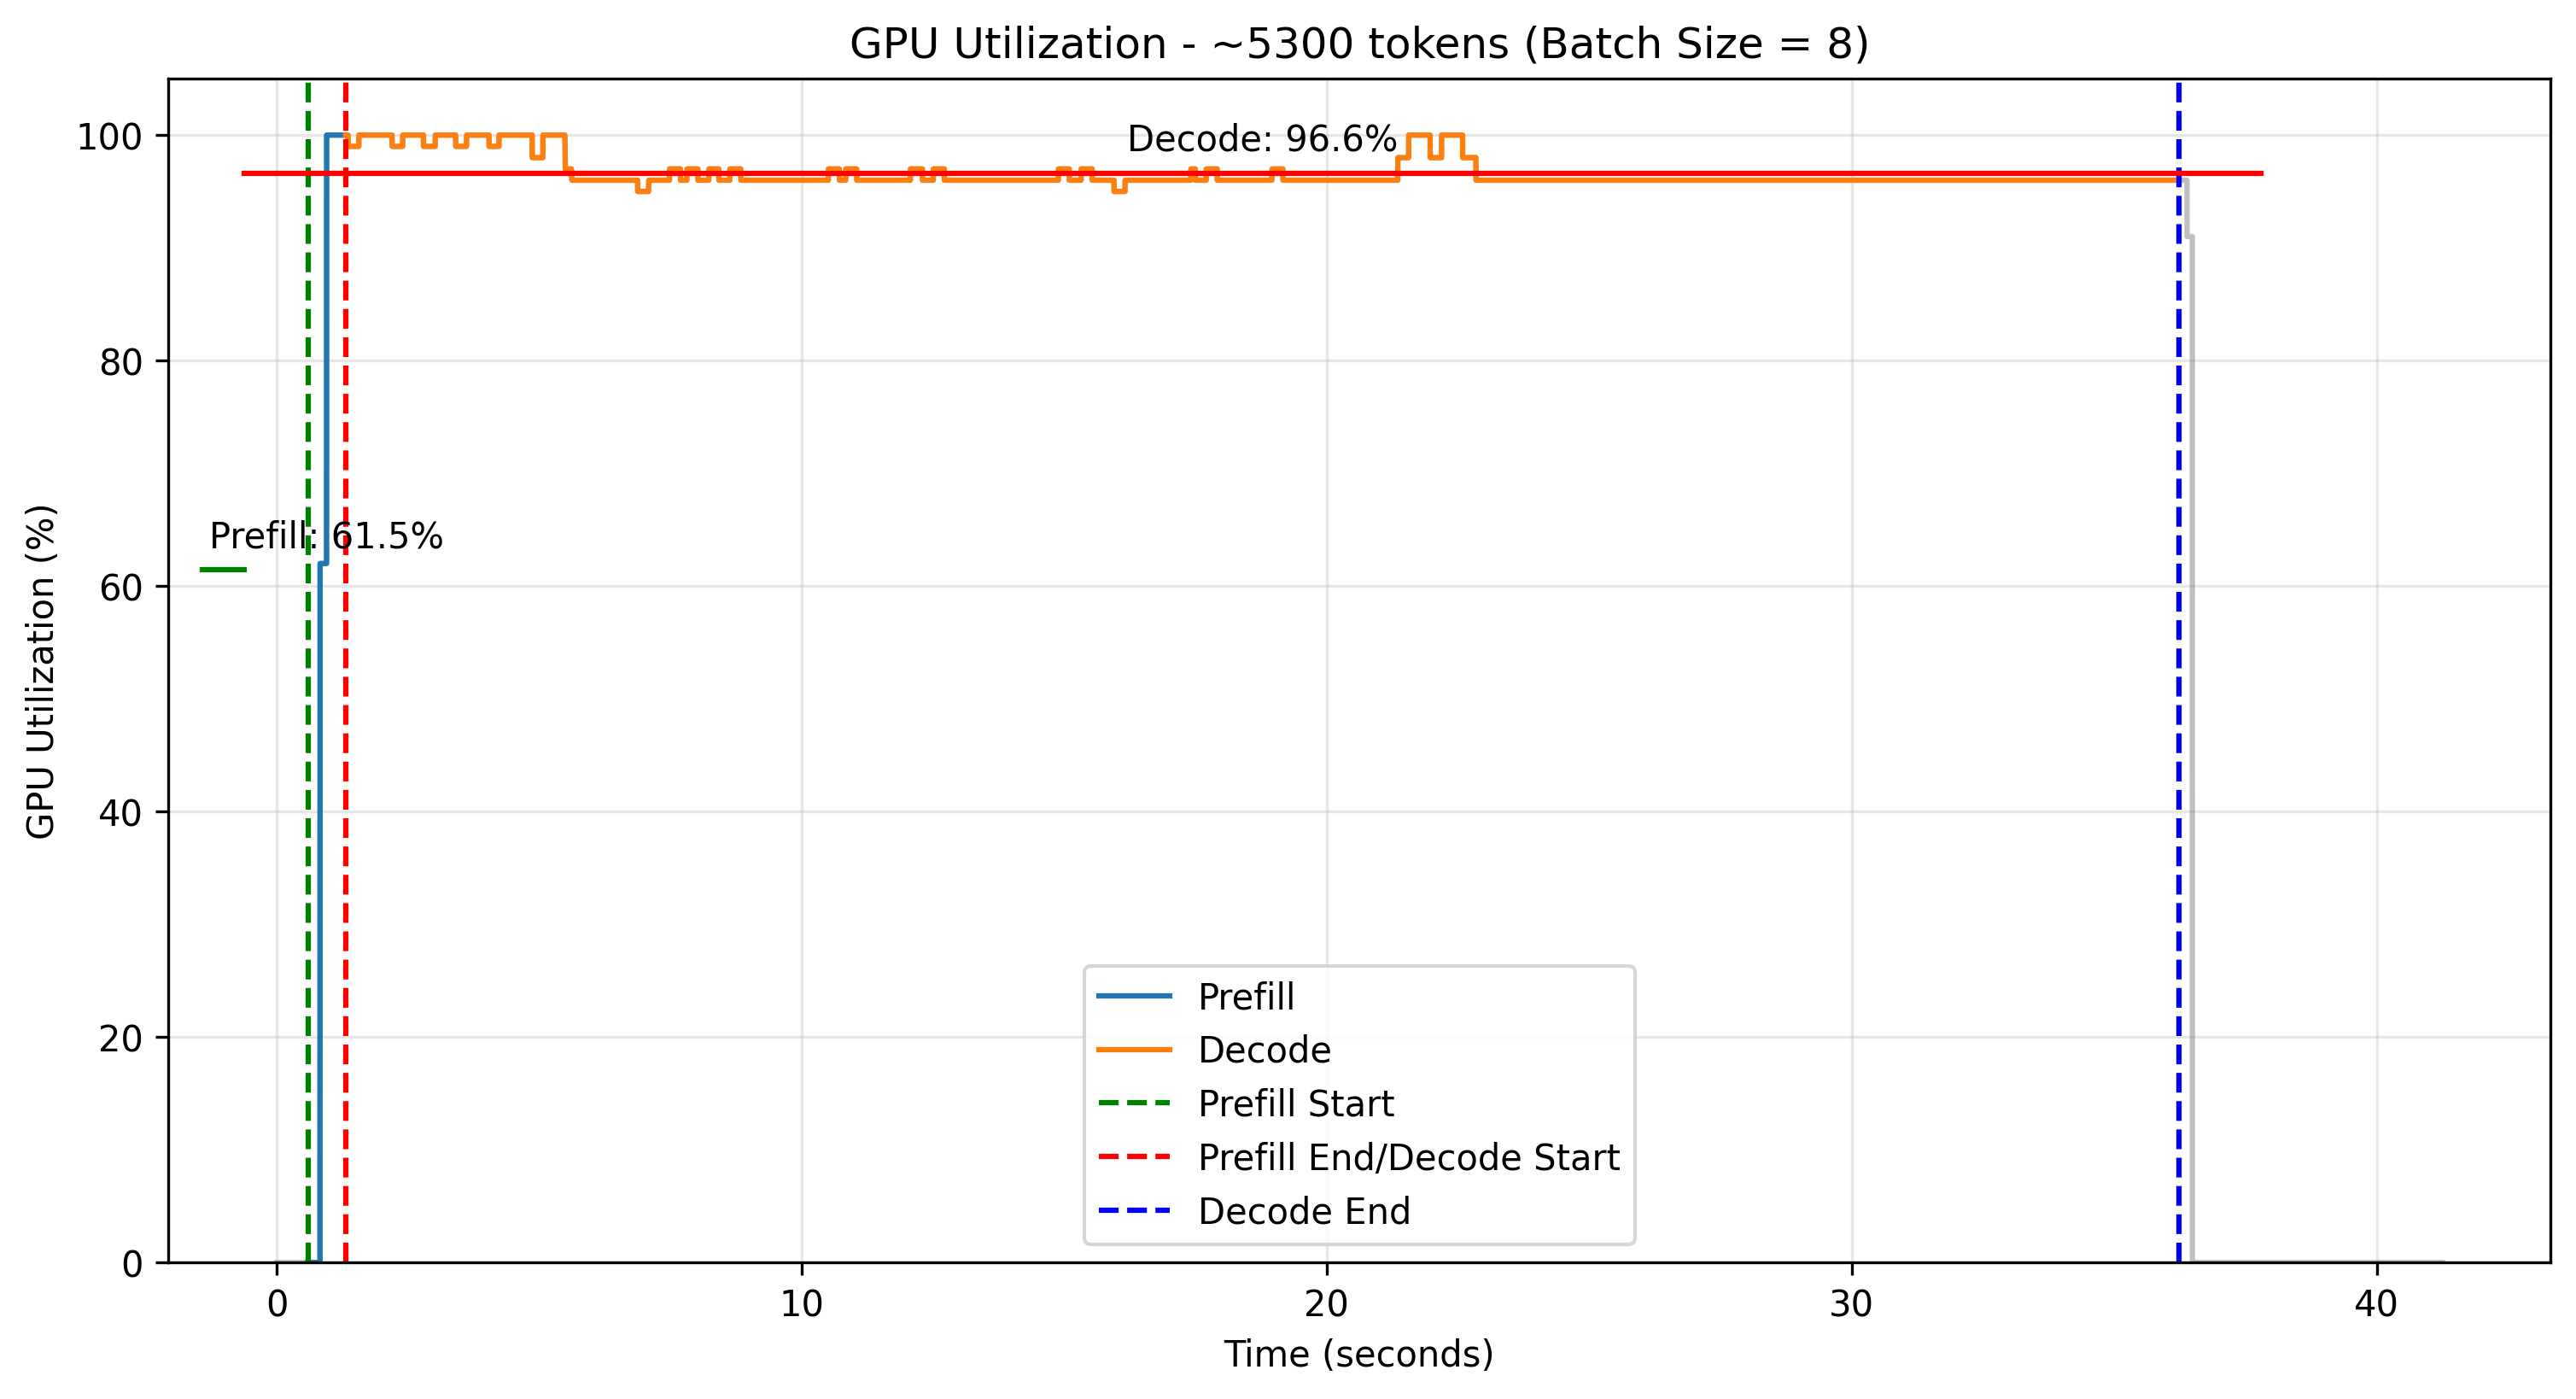 GPU Utilization - ~5300 tokens (Batch Size = 8)
GPU Utilization (%)
100
80
60
40
20
0
Decode: 96.6%
Prefill: 61.5%
Prefill
Decode
Prefill Start
Prefill End/Decode Start
Decode End
0 10 20 30 40
Time (seconds)